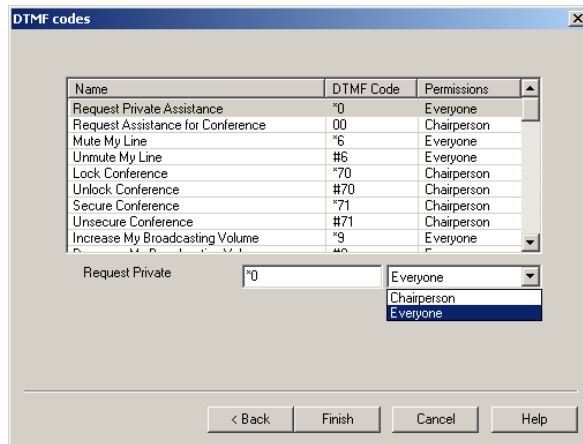 DTMF codes
Name DTMF Code Permissions
Request Private Assistance *0 Everyone
Request Assistance for Conference 00 Chairperson
Mute My Line *6 Everyone
Unmute My Line #6 Everyone
Lock Conference *70 Chairperson
Unlock Conference #70 Chairperson
Secure Conference *71 Chairperson
Unsecure Conference #71 Chairperson
Increase My Broadcasting Volume *9 Everyone
Request Private *0 Everyone
Chairperson
Everyone
< Back Finish Cancel Help